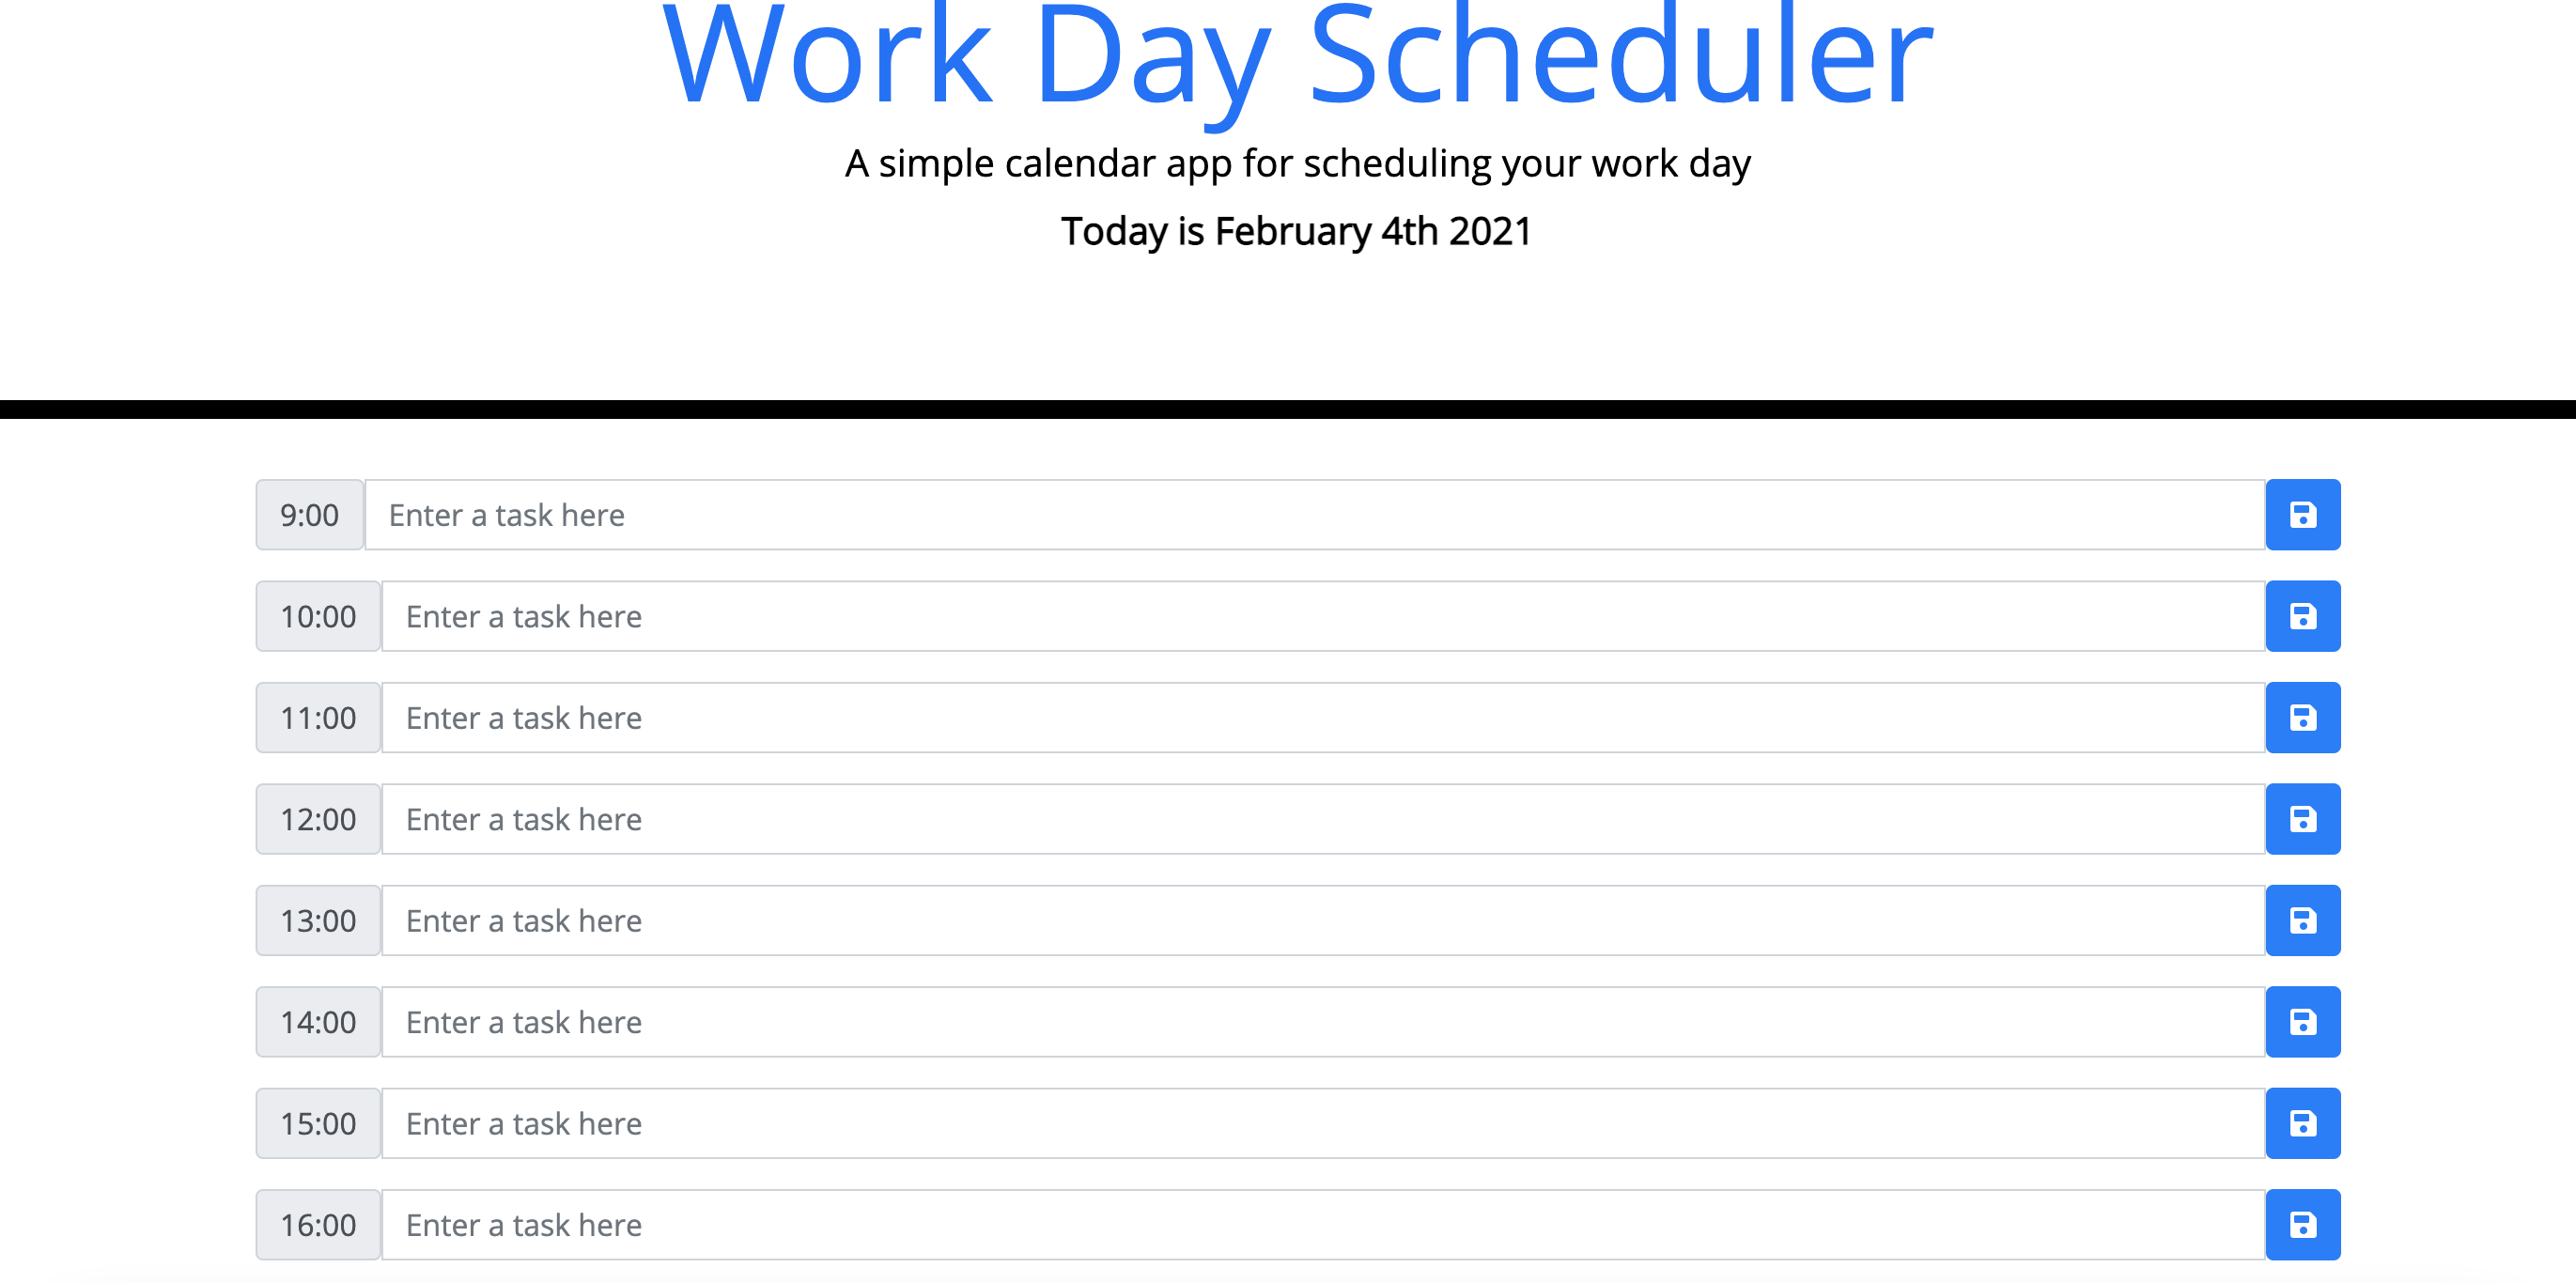 Work Day Scheduler
A simple calendar app for scheduling your work day
Today is February 4th 2021
9:00 Enter a task here
10:00 Enter a task here
11:00 Enter a task here
12:00 Enter a task here
13:00 Enter a task here
14:00 Enter a task here
15:00 Enter a task here
16:00 Enter a task here